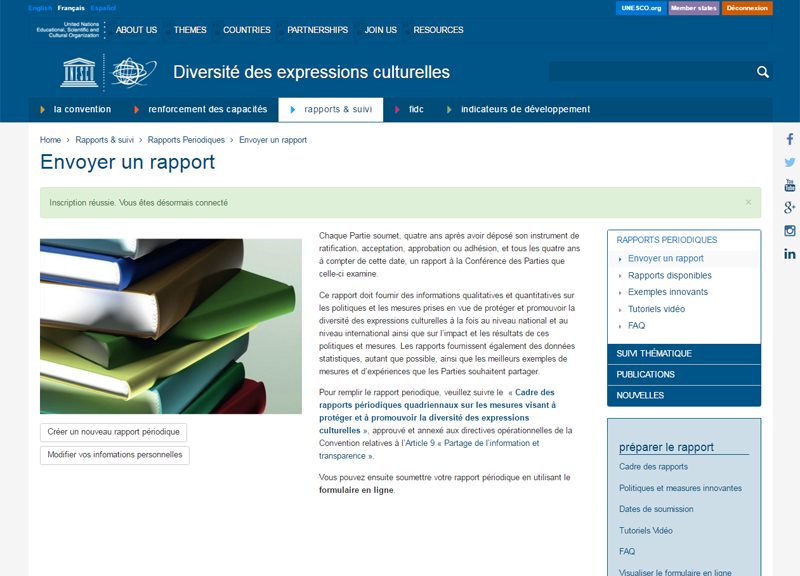 English Français Español
UNESCO.org Member states Déconnexion
United Nations
Educational, Scientific and
Cultural Organization
ABOUT US THEMES COUNTRIES PARTNERSHIPS JOIN US RESOURCES
Diversité des expressions culturelles
la convention renforcement des capacités rapports & suivi fidc indicateurs de développement
Home › Rapports & suivi › Rapports Periodiques › Envoyer un rapport
Envoyer un rapport
Inscription réussie. Vous êtes désormais connecté ×
Chaque Partie soumet, quatre ans après avoir déposé son instrument de
ratification, acceptation, approbation ou adhésion, et tous les quatre ans
à compter de cette date, un rapport à la Conférence des Parties que
celle-ci examine.
Ce rapport doit fournir des informations qualitatives et quantitatives sur
les politiques et les mesures prises en vue de protéger et promouvoir la
diversité des expressions culturelles à la fois au niveau national et au
niveau international ainsi que sur l'impact et les résultats de ces
politiques et mesures. Les rapports fournissent également des données
statistiques, autant que possible, ainsi que les meilleurs exemples de
mesures et d'expériences que les Parties souhaitent partager.
Pour remplir le rapport periodique, veuillez suivre le « Cadre des
rapports périodiques quadriennaux sur les mesures visant à
protéger et à promouvoir la diversité des expressions
culturelles », approuvé et annexé aux directives opérationnelles de la
Convention relatives à l'Article 9 « Partage de l'information et
transparence ».
Vous pouvez ensuite soumettre votre rapport périodique en utilisant le
formulaire en ligne.
Créer un nouveau rapport périodique
Modifier vos infomations personnelles
RAPPORTS PERIODIQUES
Envoyer un rapport
Rapports disponibles
Exemples innovants
Tutoriels vidéo
FAQ
SUIVI THÉMATIQUE
PUBLICATIONS
NOUVELLES
préparer le rapport
Cadre des rapports
Politiques et mesures innovantes
Dates de soumission
Tutoriels Vidéo
FAQ
Visualiser le formulaire en ligne